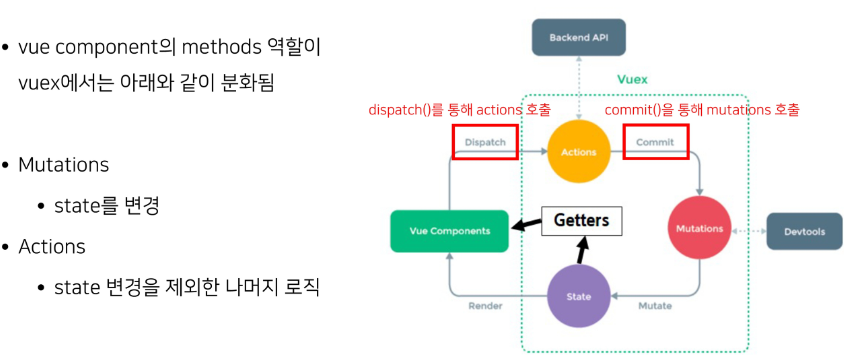 • vue component의 methods 역할이
vuex에서는 아래와 같이 분화됨
• Mutations
• state를 변경
• Actions
• state 변경을 제외한 나머지 로직
Backend API
Vuex
dispatch()를 통해 actions 호출
commit()을 통해 mutations 호출
Dispatch
Actions
Commit
Vue Components
Getters
Mutations
Devtools
State
Render
Mutate